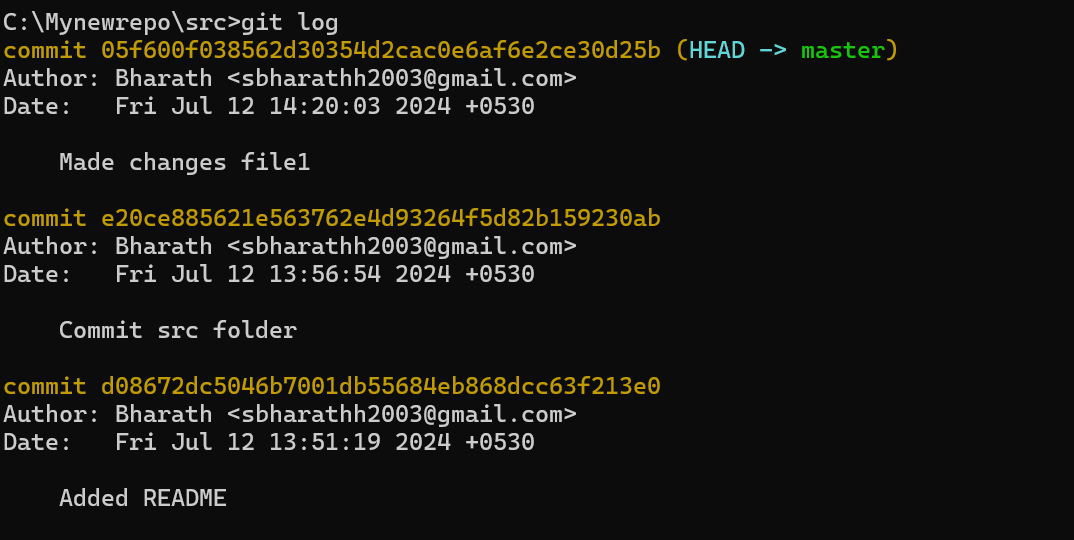 C:\Mynewrepo\src>git log
commit 05f600f038562d30354d2cac0e6af6e2ce30d25b (HEAD -> master)
Author: Bharath <sbharathh2003@gmail.com>
Date:   Fri Jul 12 14:20:03 2024 +0530
    Made changes file1
commit e20ce885621e563762e4d93264f5d82b159230ab
Author: Bharath <sbharathh2003@gmail.com>
Date:   Fri Jul 12 13:56:54 2024 +0530
    Commit src folder
commit d08672dc5046b7001db55684eb868dcc63f213e0
Author: Bharath <sbharathh2003@gmail.com>
Date:   Fri Jul 12 13:51:19 2024 +0530
    Added README